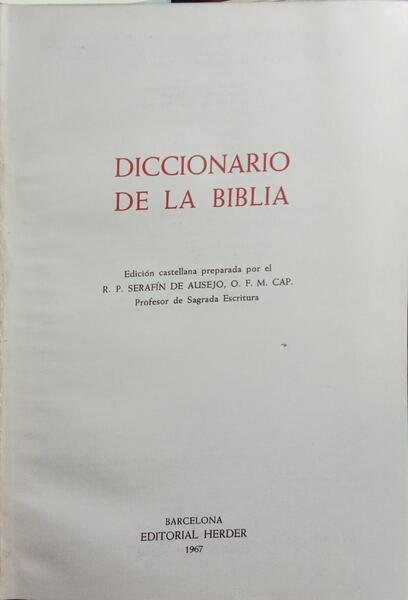 DICCIONARIO
DE LA BIBLIA
Edición castellana preparada por el
R. P. SERAFÍN DE AUSEJO, O. F. M. CAP.
Profesor de Sagrada Escritura
BARCELONA
EDITORIAL HERDER
1967